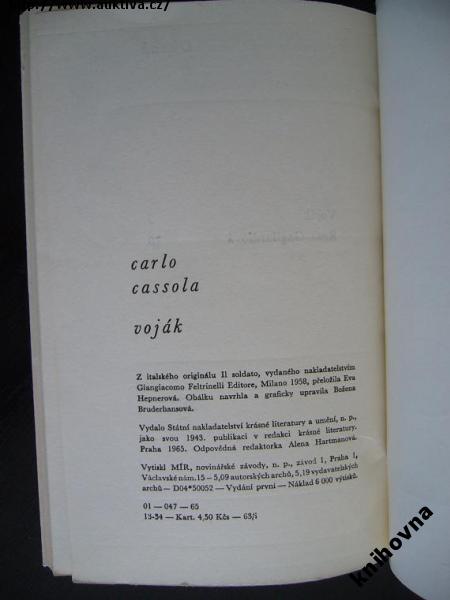 http://www.auktiva.cz/
carlo
cassola
voják
Z italského originálu Il soldato, vydaného nakladatelstvím
Giangiacomo Feltrinelli Editore, Milano 1958, přeložila Eva
Hepnerová. Obálku navrhla a graficky upravila Božena
Bruderhansová.
Vydalo Státní nakladatelství krásné literatury a umění, n. p.,
jako svou 1943. publikaci v redakci krásné literatury.
Praha 1965. Odpovědná redaktorka Alena Hartmanová.
Vytiskl MÍR, novinářské závody, n. p., závod 1, Praha 1,
Václavské nám. 15 — 5,09 autorských archů, 5,19 vydavatelských
archů — D04*50052 — Vydání první — Náklad 6 000 výtisků.
01 — 047 — 65
13-34 — Kart. 4,50 Kčs — 63/i
knihovna